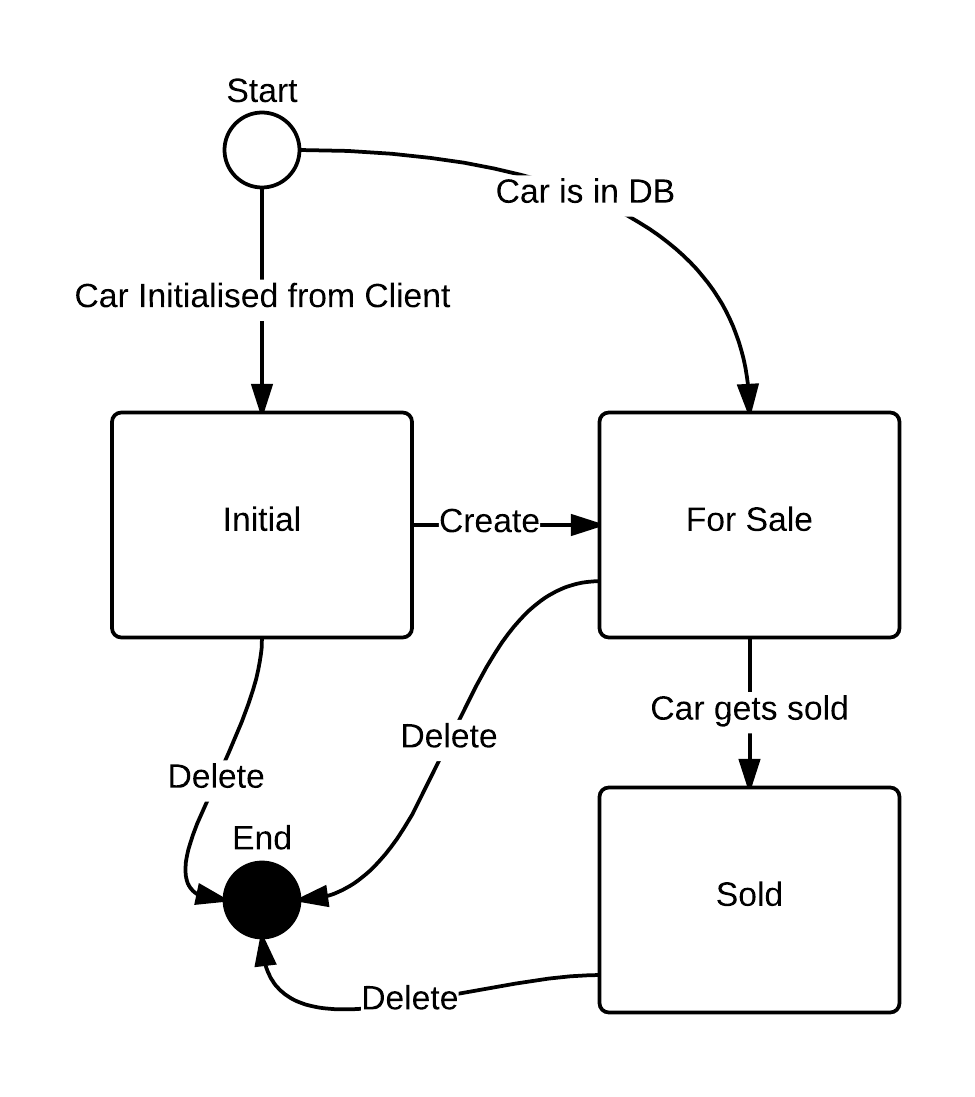 Start
Car is in DB
Car Initialised from Client
Initial
Create
For Sale
Car gets sold
Delete
Delete
End
Sold
Delete